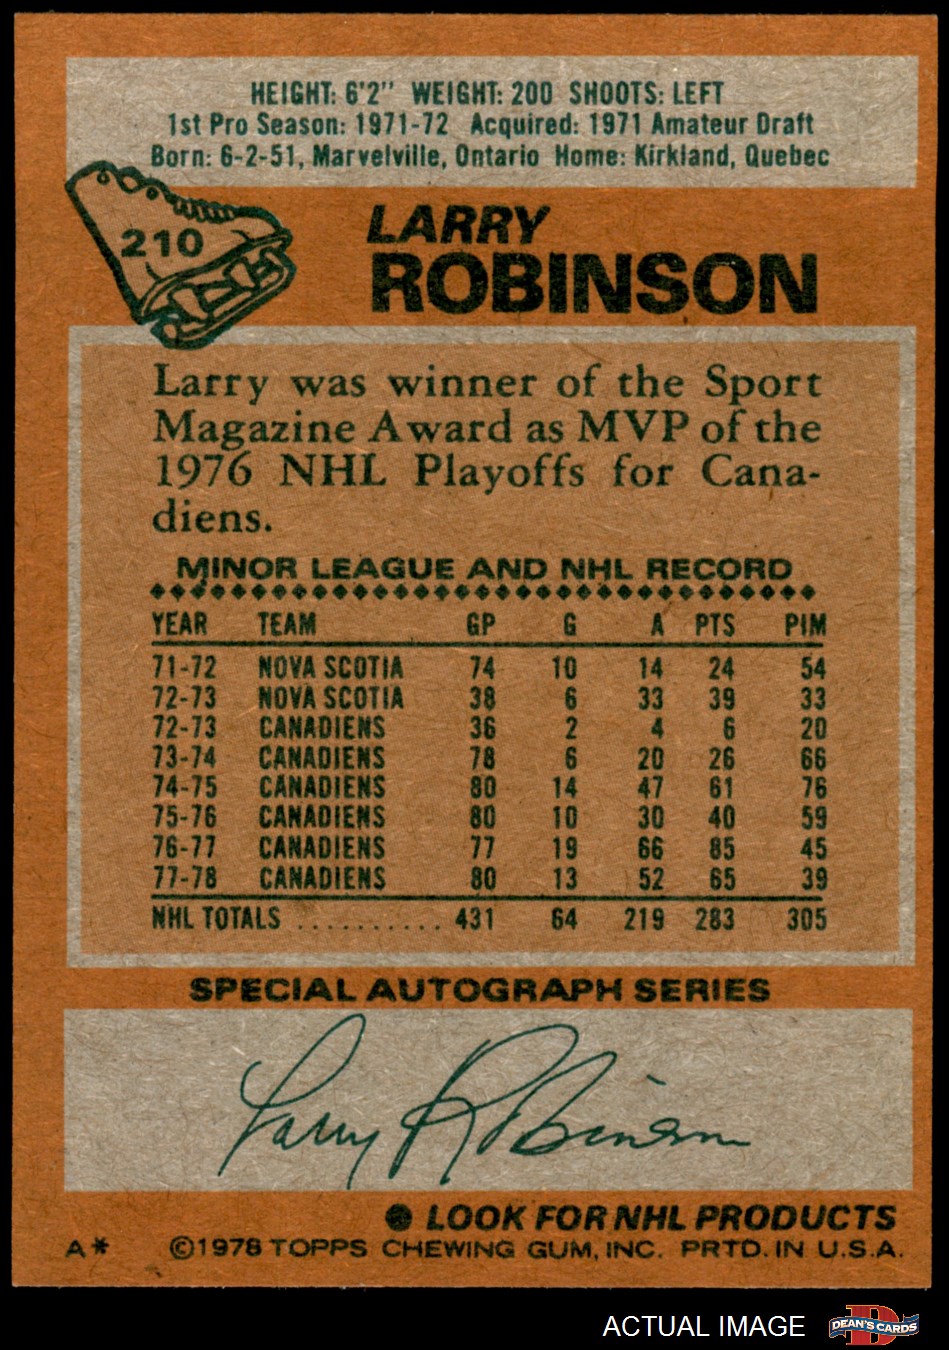 HEIGHT: 6'2" WEIGHT: 200 SHOOTS: LEFT
1st Pro Season: 1971-72 Acquired: 1971 Amateur Draft
Born: 6-2-51, Marvelville, Ontario Home: Kirkland, Quebec
210
LARRY
ROBINSON
Larry was winner of the Sport
Magazine Award as MVP of the
1976 NHL Playoffs for Cana-
diens.
MINOR LEAGUE AND NHL RECORD
YEAR TEAM GP G A PTS PIM
71-72 NOVA SCOTIA 74 10 14 24 54
72-73 NOVA SCOTIA 38 6 33 39 33
72-73 CANADIENS 36 2 4 6 20
73-74 CANADIENS 78 6 20 26 66
74-75 CANADIENS 80 14 47 61 76
75-76 CANADIENS 80 10 30 40 59
76-77 CANADIENS 77 19 66 85 45
77-78 CANADIENS 80 13 52 65 39
NHL TOTALS .......... 431 64 219 283 305
SPECIAL AUTOGRAPH SERIES
Larry Robinson
LOOK FOR NHL PRODUCTS
A* ©1978 TOPPS CHEWING GUM, INC. PRTD. IN U.S.A.
ACTUAL IMAGE DEAN'S CARDS